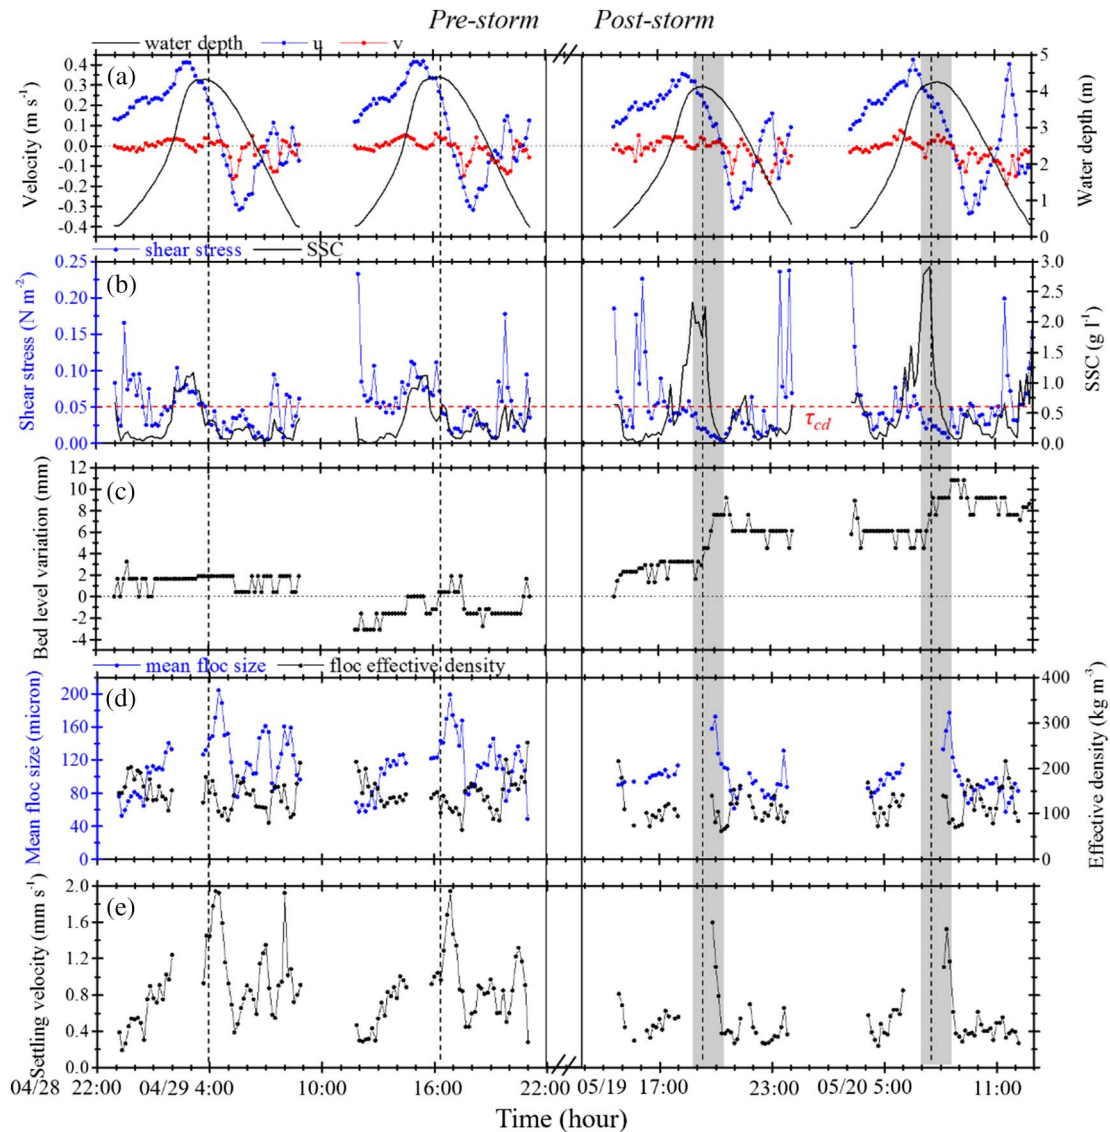 Pre-storm Post-storm
water depth u v
(a)
Velocity (m s-1)
0.4
0.3
0.2
0.1
0.0
-0.1
-0.2
-0.3
-0.4
5
4
3
2
1
0
Water depth (m)
shear stress SSC
(b)
Shear stress (N m-2)
0.25
0.20
0.15
0.10
0.05
0.00
τcd
3.0
2.5
2.0
1.5
1.0
0.5
0.0
SSC (g l-1)
(c)
Bed level variation (mm)
12
10
8
6
4
2
0
-2
-4
mean floc size floc effective density
(d)
Mean floc size (micron)
200
160
120
80
40
0
400
300
200
100
0
Effective density (kg m-3)
(e)
Settling velocity (mm s-1)
2.0
1.6
1.2
0.8
0.4
0.0
04/28 22:00 04/29 4:00 10:00 16:00 22:00 05/19 17:00 23:00 05/20 5:00 11:00
Time (hour)